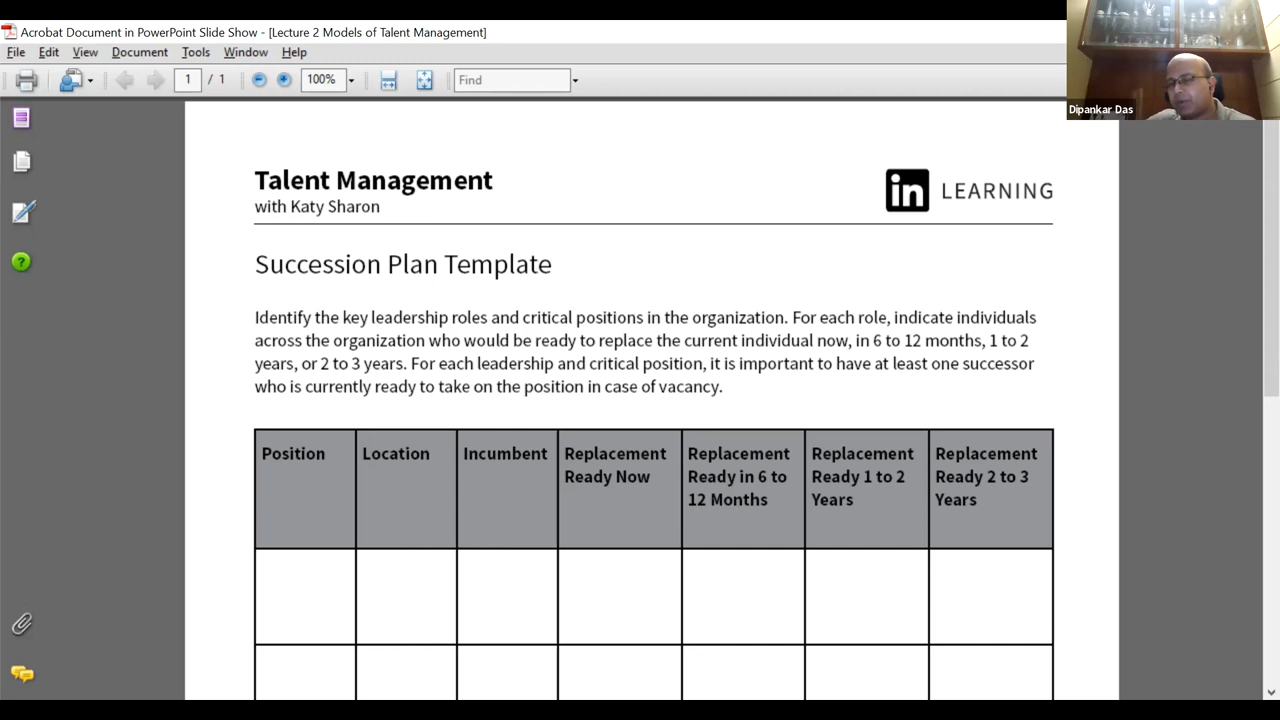 Acrobat Document in PowerPoint Slide Show - [Lecture 2 Models of Talent Management]
File Edit View Document Tools Window Help
1 / 1 100% Find
Dipankar Das
Talent Management
with Katy Sharon
in LEARNING
Succession Plan Template
Identify the key leadership roles and critical positions in the organization. For each role, indicate individuals
across the organization who would be ready to replace the current individual now, in 6 to 12 months, 1 to 2
years, or 2 to 3 years. For each leadership and critical position, it is important to have at least one successor
who is currently ready to take on the position in case of vacancy.
Position Location Incumbent Replacement Replacement Replacement Replacement
Ready Now Ready in 6 to Ready 1 to 2 Ready 2 to 3
12 Months Years Years